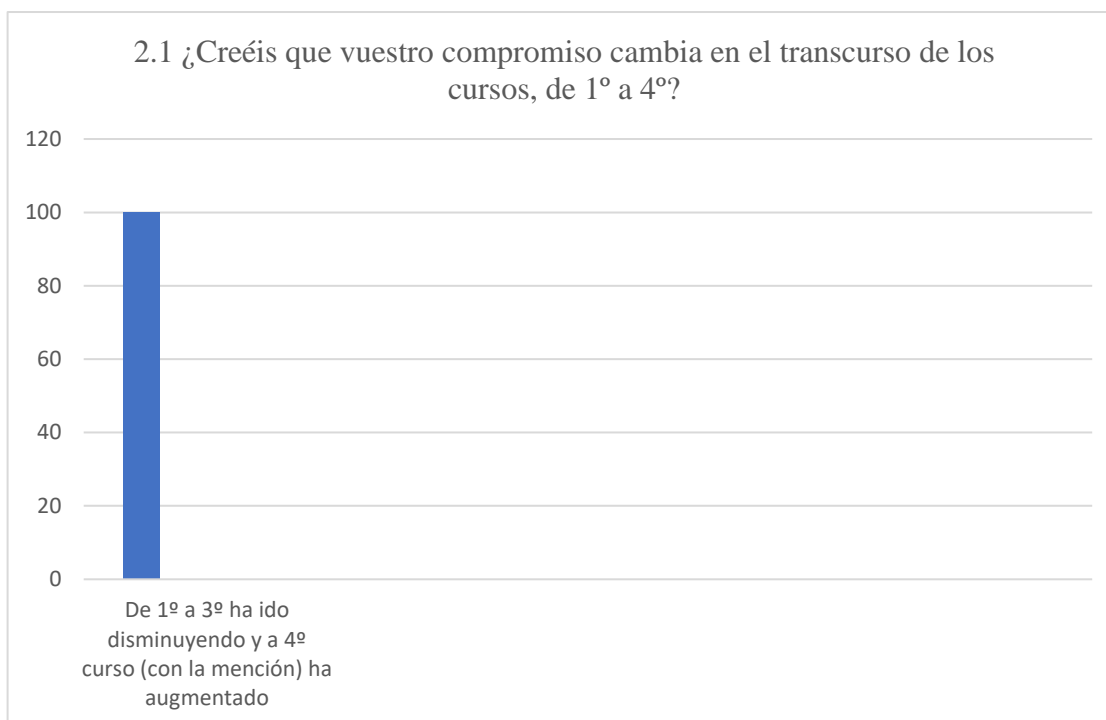 2.1 ¿Creéis que vuestro compromiso cambia en el transcurso de los
cursos, de 1º a 4º?
120
100
80
60
40
20
0
De 1º a 3º ha ido
disminuyendo y a 4º
curso (con la mención) ha
augmentado